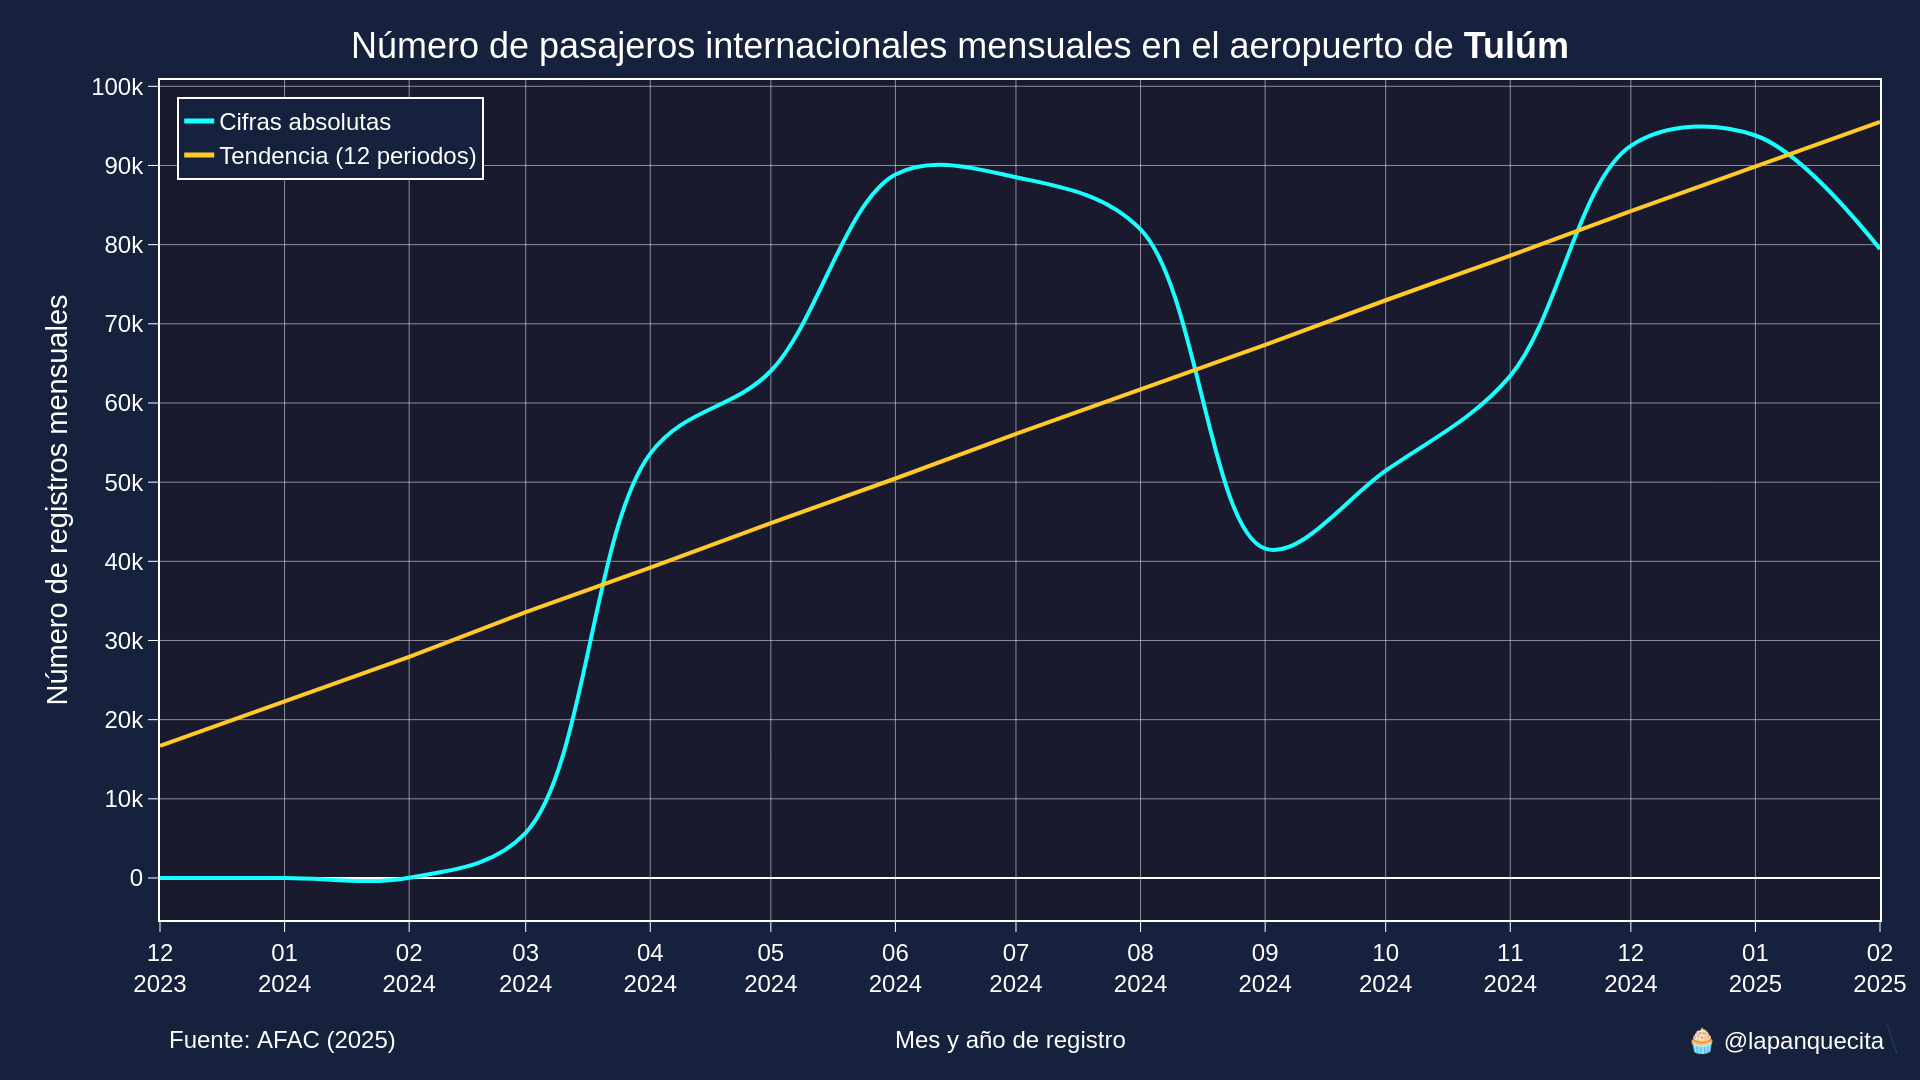 Número de pasajeros internacionales mensuales en el aeropuerto de Tulúm
Cifras absolutas
Tendencia (12 periodos)
Número de registros mensuales
100k
90k
80k
70k
60k
50k
40k
30k
20k
10k
0
12 01 02 03 04 05 06 07 08 09 10 11 12 01 02
2023 2024 2024 2024 2024 2024 2024 2024 2024 2024 2024 2024 2024 2025 2025
Fuente: AFAC (2025)
Mes y año de registro
🧁 @lapanquecita